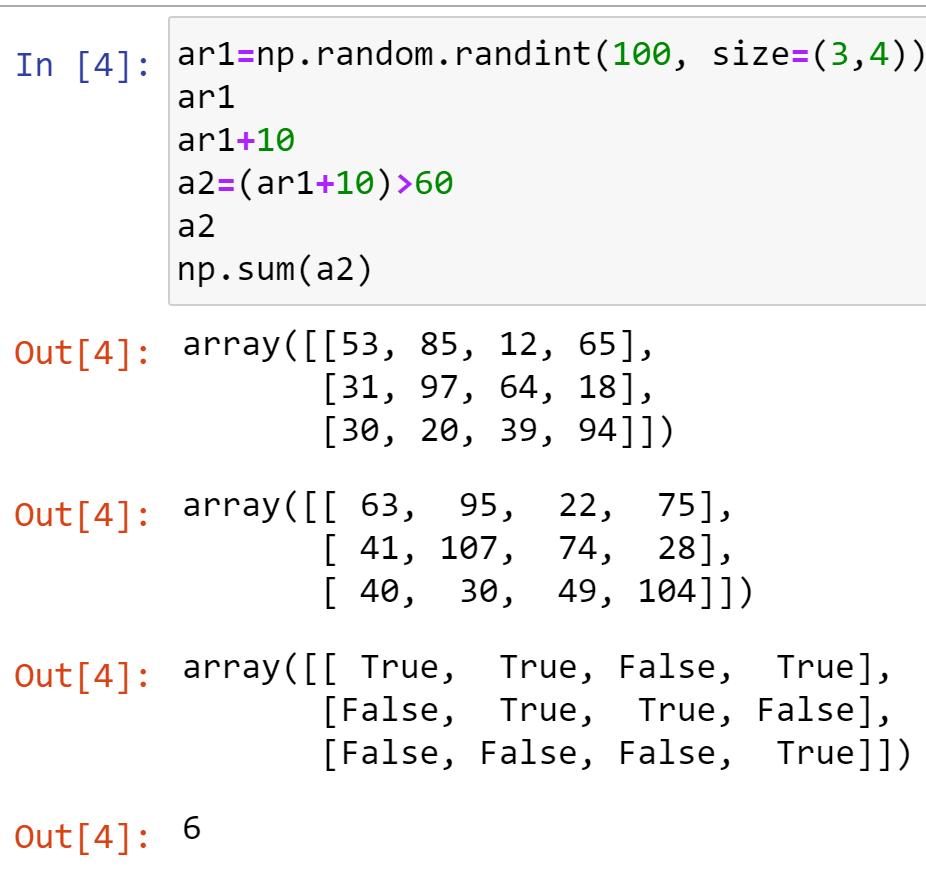 In [4]: ar1=np.random.randint(100, size=(3,4))
ar1
ar1+10
a2=(ar1+10)>60
a2
np.sum(a2)
Out[4]: array([[53, 85, 12, 65],
[31, 97, 64, 18],
[30, 20, 39, 94]])
Out[4]: array([[ 63,  95,  22,  75],
[ 41, 107,  74,  28],
[ 40,  30,  49, 104]])
Out[4]: array([[ True,  True, False,  True],
[False,  True,  True, False],
[False, False, False,  True]])
Out[4]: 6